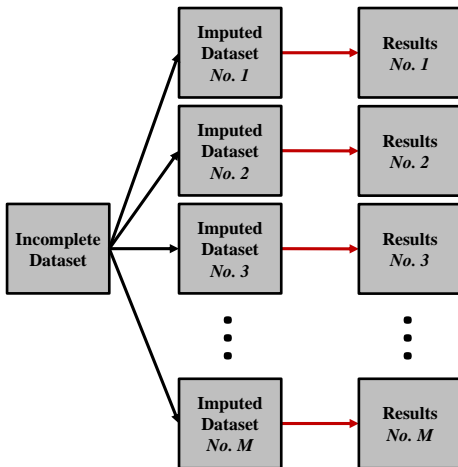 Imputed
Dataset
No. 1
Results
No. 1
Imputed
Dataset
No. 2
Results
No. 2
Incomplete
Dataset
Imputed
Dataset
No. 3
Results
No. 3
Imputed
Dataset
No. M
Results
No. M